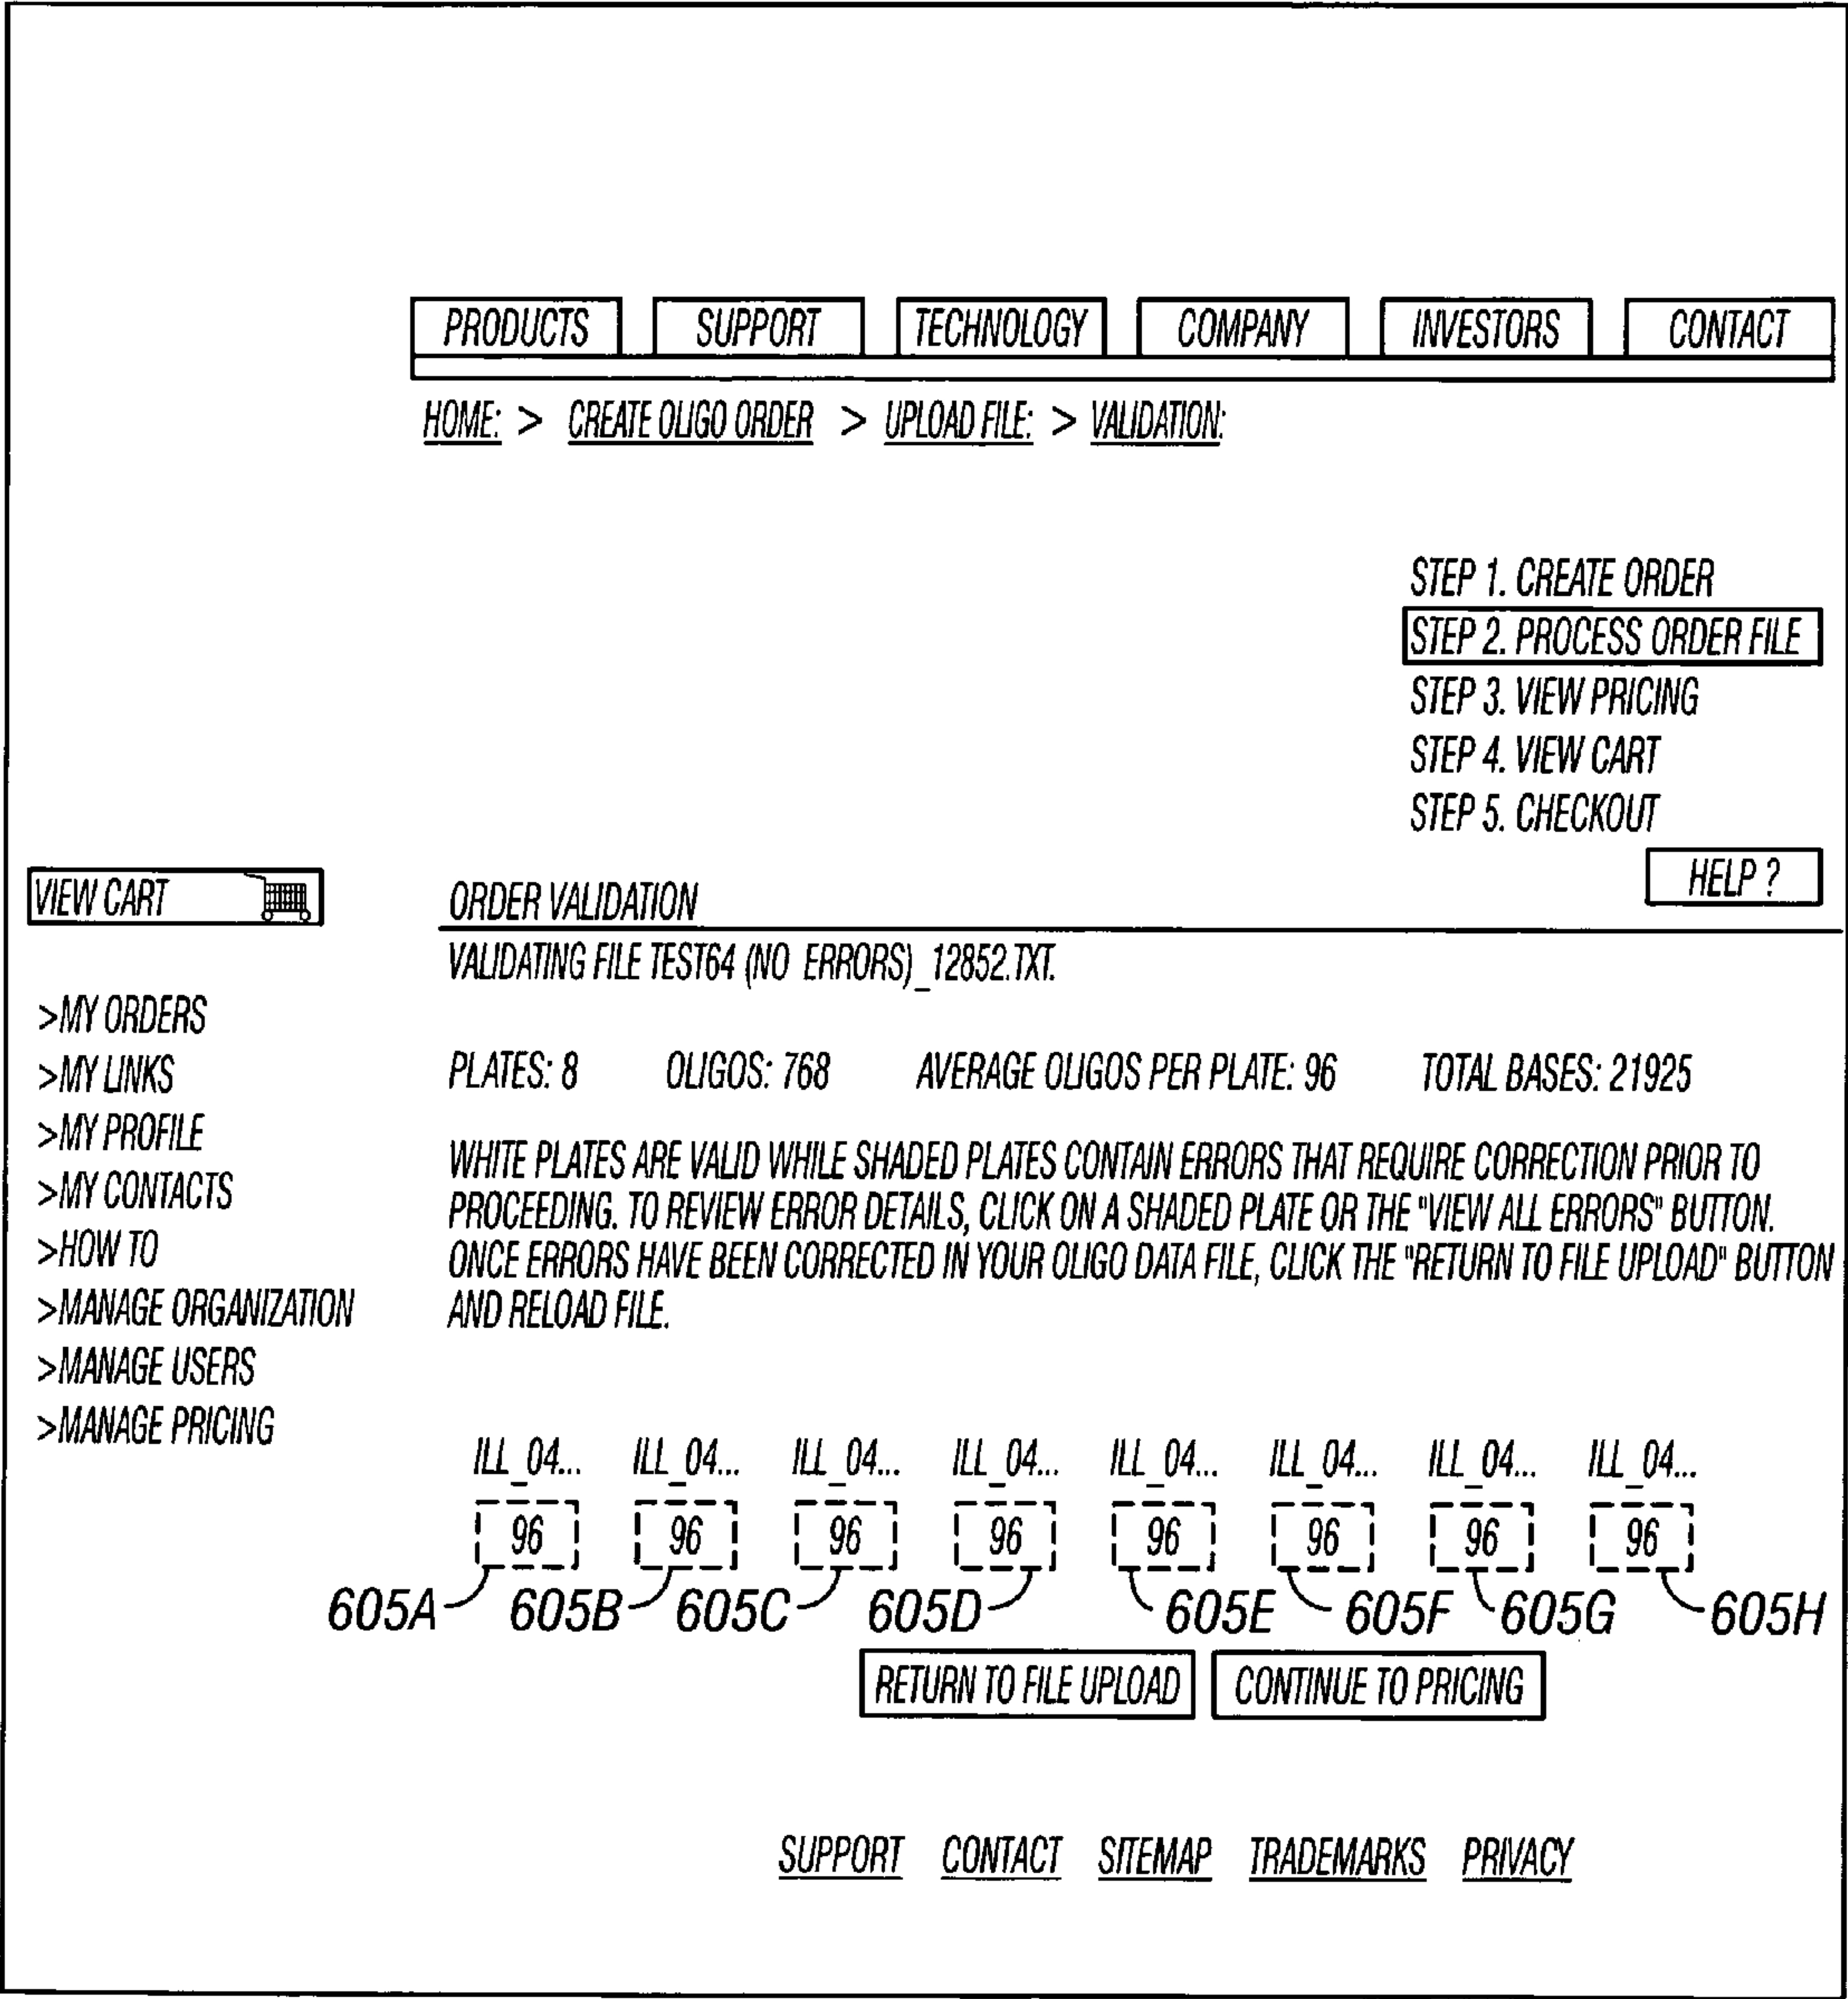 PRODUCTS SUPPORT TECHNOLOGY COMPANY INVESTORS CONTACT
HOME: > CREATE OLIGO ORDER > UPLOAD FILE: > VALIDATION:
STEP 1. CREATE ORDER
STEP 2. PROCESS ORDER FILE
STEP 3. VIEW PRICING
STEP 4. VIEW CART
STEP 5. CHECKOUT
HELP ?
VIEW CART
>MY ORDERS
>MY LINKS
>MY PROFILE
>MY CONTACTS
>HOW TO
>MANAGE ORGANIZATION
>MANAGE USERS
>MANAGE PRICING
ORDER VALIDATION
VALIDATING FILE TEST64 (NO ERRORS)_12852.TXT.
PLATES: 8 OLIGOS: 768 AVERAGE OLIGOS PER PLATE: 96 TOTAL BASES: 21925
WHITE PLATES ARE VALID WHILE SHADED PLATES CONTAIN ERRORS THAT REQUIRE CORRECTION PRIOR TO
PROCEEDING. TO REVIEW ERROR DETAILS, CLICK ON A SHADED PLATE OR THE "VIEW ALL ERRORS" BUTTON.
ONCE ERRORS HAVE BEEN CORRECTED IN YOUR OLIGO DATA FILE, CLICK THE "RETURN TO FILE UPLOAD" BUTTON
AND RELOAD FILE.
ILL_04... ILL_04... ILL_04... ILL_04... ILL_04... ILL_04... ILL_04... ILL_04...
96 96 96 96 96 96 96 96
605A 605B 605C 605D 605E 605F 605G 605H
RETURN TO FILE UPLOAD CONTINUE TO PRICING
SUPPORT CONTACT SITEMAP TRADEMARKS PRIVACY